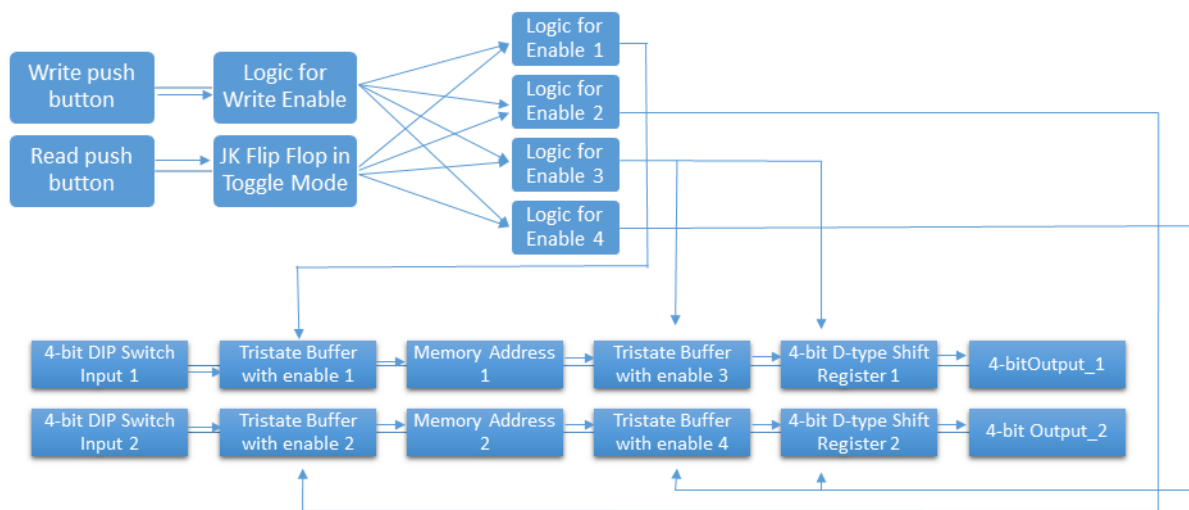 Write push
button
Logic for
Write Enable
Read push
button
JK Flip Flop in
Toggle Mode
Logic for
Enable 1
Logic for
Enable 2
Logic for
Enable 3
Logic for
Enable 4
4-bit DIP Switch
Input 1
Tristate Buffer
with enable 1
Memory Address
1
Tristate Buffer
with enable 3
4-bit D-type Shift
Register 1
4-bitOutput_1
4-bit DIP Switch
Input 2
Tristate Buffer
with enable 2
Memory Address
2
Tristate Buffer
with enable 4
4-bit D-type Shift
Register 2
4-bit Output_2